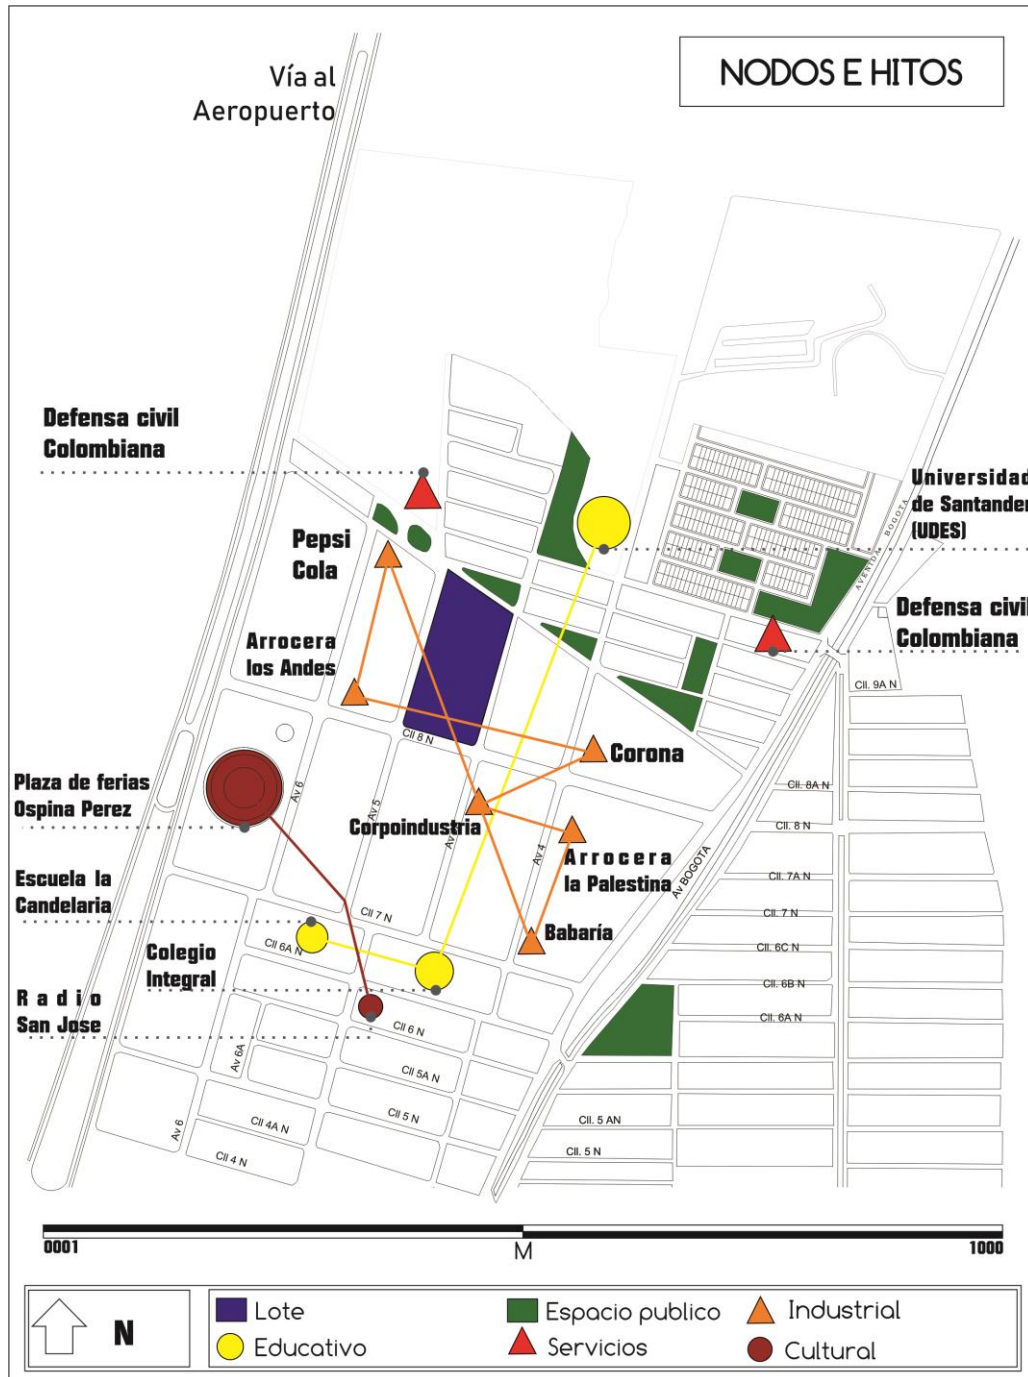 NODOS E HITOS
Vía al
Aeropuerto
Defensa civil
Colombiana
Universidad
de Santander
(UDES)
AVENIDA BOGOTA
Pepsi
Cola
Defensa civil
Colombiana
Arrocera
los Andes
Cll. 9A N
Cll 8 N
Corona
Plaza de ferias
Ospina Perez
Av 6
Av 5
Corpoindustria
Av
Av 4
Arrocera
la Palestina
Av BOGOTA
Cll. 8A N
Cll. 8 N
Cll. 7A N
Escuela la
Candelaria
Cll 7 N
Cll. 7 N
Babaría
Cll 6A N
Cll. 6C N
Colegio
Integral
Cll. 6B N
Radio
San Jose
Cll 6 N
Cll. 6A N
Av 6A
Cll 5A N
Cll 5 N
Cll 4A N
Cll. 5 AN
Av 6
Cll 4 N
Cll. 5 N
0001
M
1000
N
Lote
Espacio publico
Industrial
Educativo
Servicios
Cultural